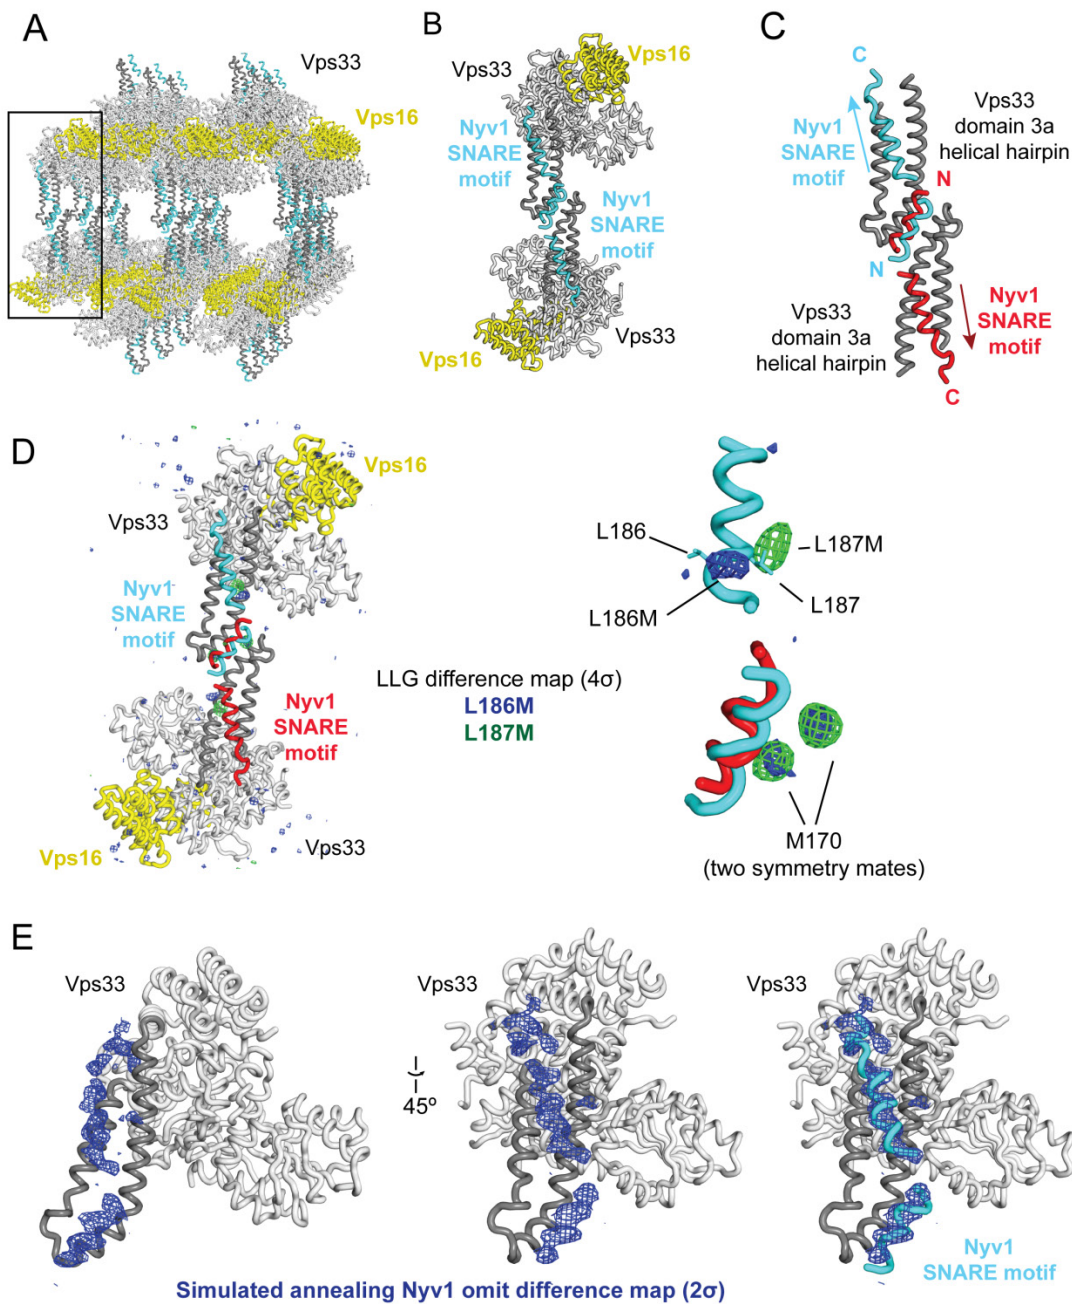 A
Vps33
Vps16
B
Vps33
Vps16
Nyv1
SNARE
motif
Nyv1
SNARE
motif
Vps16
Vps33
C
C
Nyv1
SNARE
motif
Vps33
domain 3a
helical hairpin
N
N
Vps33
domain 3a
helical hairpin
Nyv1
SNARE
motif
C
D
Vps16
Vps33
Nyv1
SNARE
motif
Nyv1
SNARE
motif
Vps16
Vps33
LLG difference map (4σ)
L186M
L187M
L186
L187M
L186M
L187
M170
(two symmetry mates)
E
Vps33
45º
Vps33
Vps33
Nyv1
SNARE motif
Simulated annealing Nyv1 omit difference map (2σ)